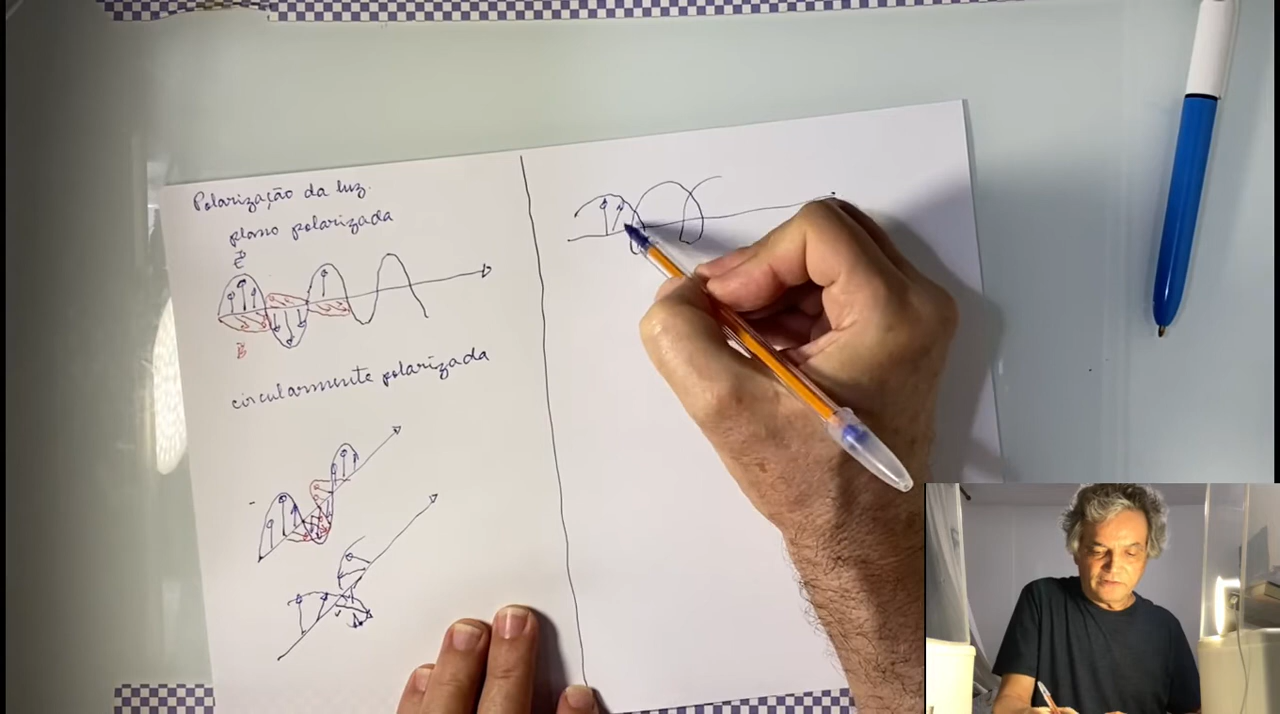 Polarização da luz.
plano polarizada
E
B
circularmente polarizada